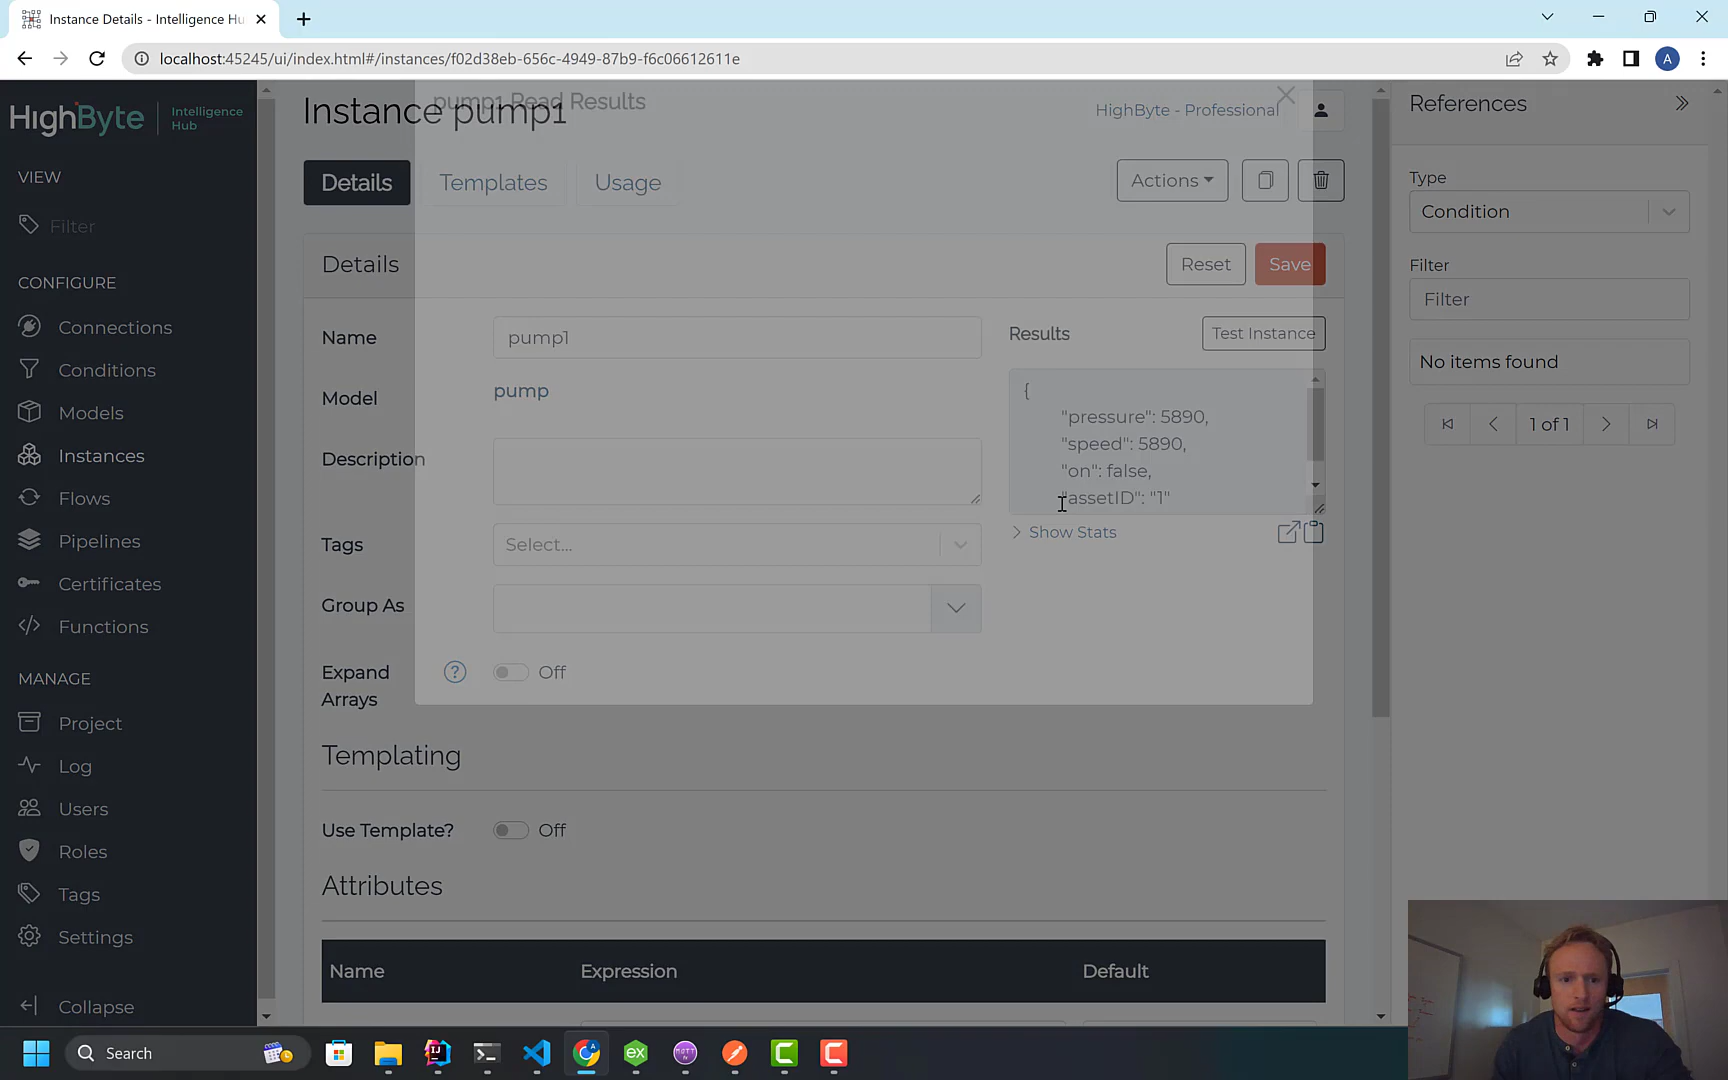 Instance Details - Intelligence Hu
localhost:45245/ui/index.html#/instances/f02d38eb-656c-4949-87b9-f6c06612611e
A
HighByte
Intelligence
Hub
VIEW
Filter
CONFIGURE
Connections
Conditions
Models
Instances
Flows
Pipelines
Certificates
Functions
MANAGE
Project
Log
Users
Roles
Tags
Settings
Collapse
pump1 Read Results
Instance pump1
HighByte - Professional
Details
Templates
Usage
Actions
Details
Reset
Save
Name
pump1
Model
pump
Description
Tags
Select...
Group As
Expand
Arrays
?
Off
Results
Test Instance
{
"pressure": 5890,
"speed": 5890,
"on": false,
"assetID": "1"
Show Stats
Templating
Use Template?
Off
Attributes
Name
Expression
Default
References
Type
Condition
Filter
Filter
No items found
1 of 1
Search